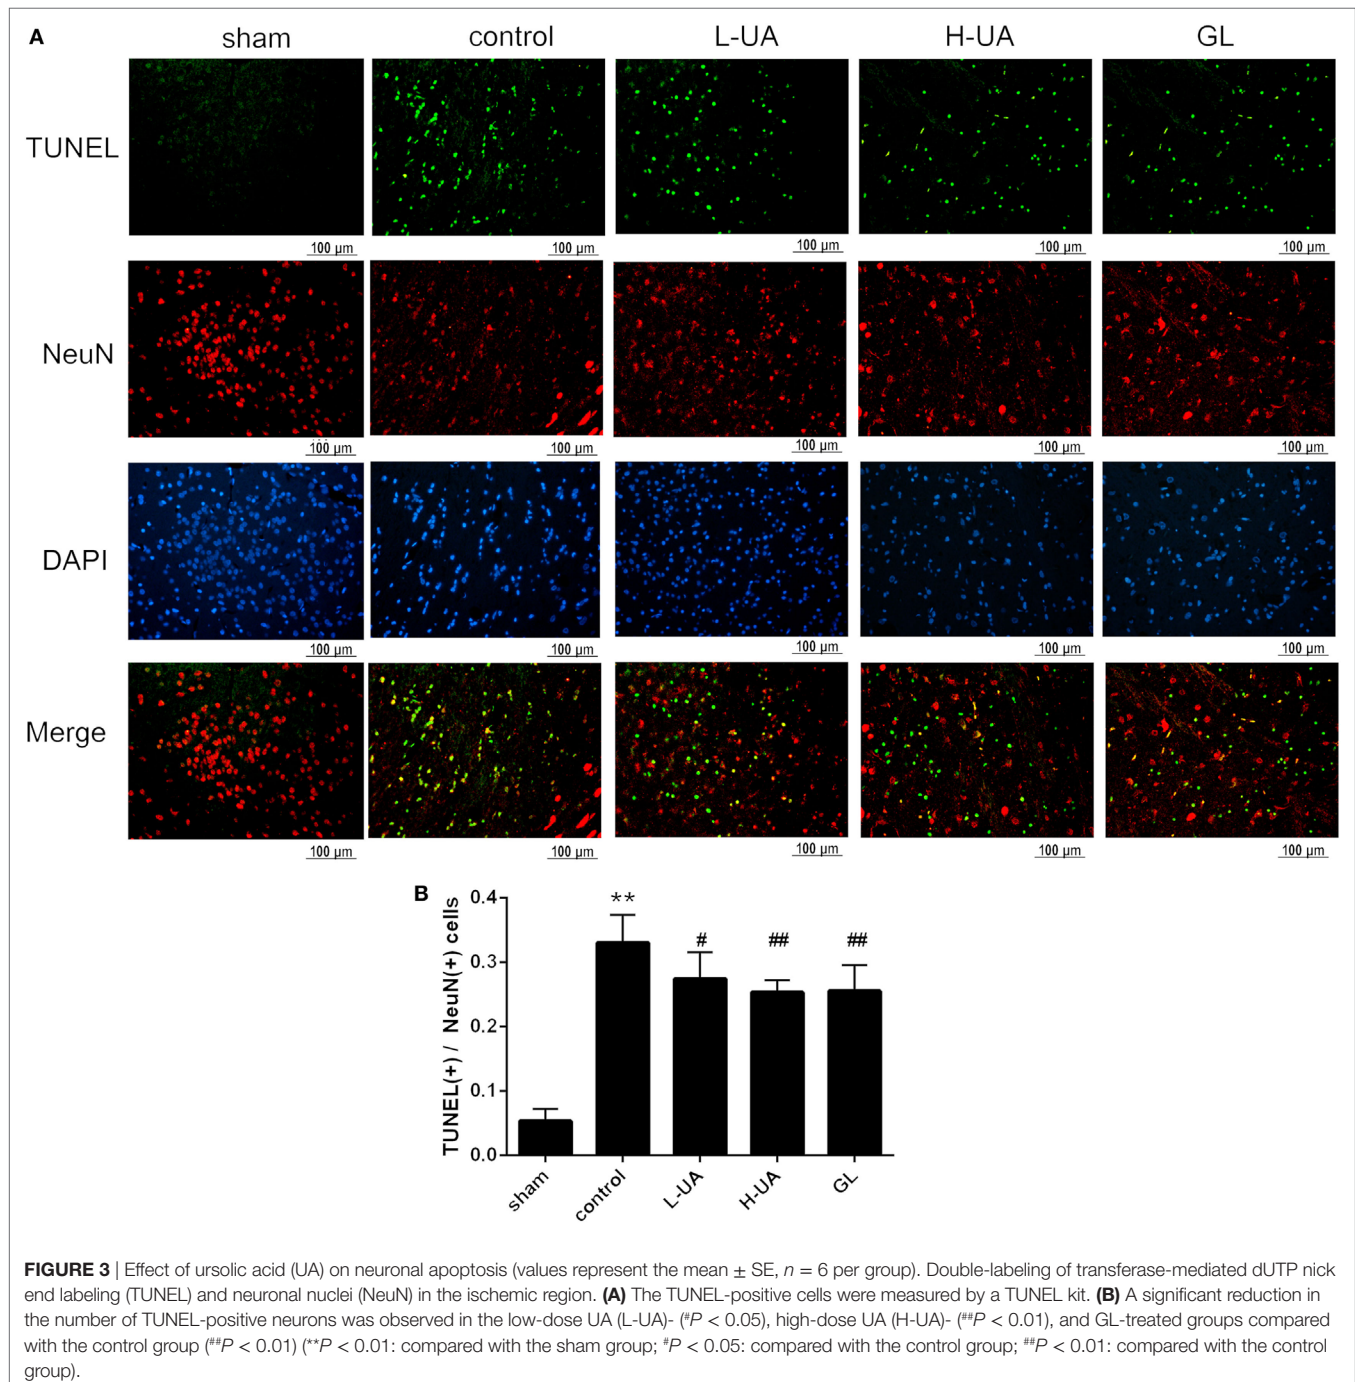 A
sham control L-UA H-UA GL
TUNEL
100 µm 100 µm 100 µm 100 µm 100 µm
NeuN
100 µm 100 µm 100 µm 100 µm 100 µm
DAPI
100 µm 100 µm 100 µm 100 µm 100 µm
Merge
100 µm 100 µm 100 µm 100 µm 100 µm
B
TUNEL(+) / NeuN(+) cells
0.4
0.3
0.2
0.1
0.0
** # ## ##
sham control L-UA H-UA GL
FIGURE 3 | Effect of ursolic acid (UA) on neuronal apoptosis (values represent the mean ± SE, n = 6 per group). Double-labeling of transferase-mediated dUTP nick
end labeling (TUNEL) and neuronal nuclei (NeuN) in the ischemic region. (A) The TUNEL-positive cells were measured by a TUNEL kit. (B) A significant reduction in
the number of TUNEL-positive neurons was observed in the low-dose UA (L-UA)- (#P < 0.05), high-dose UA (H-UA)- (##P < 0.01), and GL-treated groups compared
with the control group (##P < 0.01) (**P < 0.01: compared with the sham group; #P < 0.05: compared with the control group; ##P < 0.01: compared with the control
group).